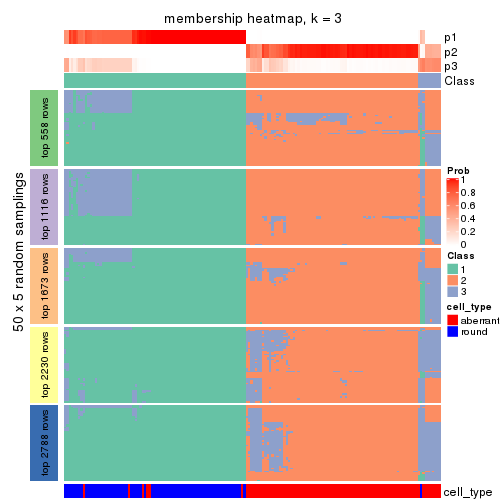 membership heatmap, k = 3
p1
p2
p3
Class
50 x 5 random samplings
top 558 rows
top 1116 rows
top 1673 rows
top 2230 rows
top 2788 rows
Prob
1
0.8
0.6
0.4
0.2
0
Class
1
2
3
cell_type
aberrant
round
cell_type